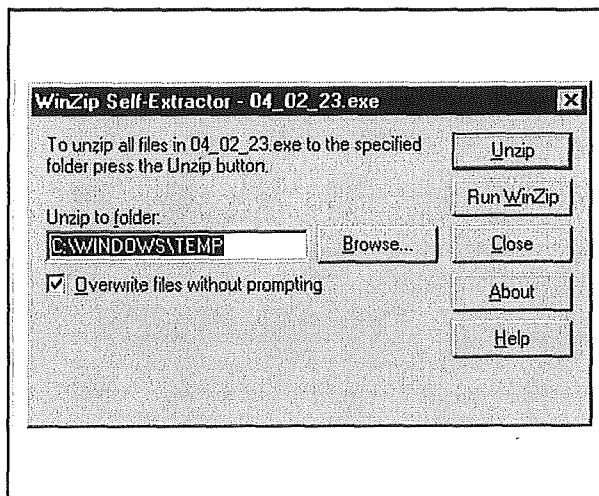 WinZip Self-Extractor - 04_02_23.exe
To unzip all files in 04_02_23.exe to the specified
folder press the Unzip button.
Unzip to folder:
C:\WINDOWS\TEMP
Browse...
Overwrite files without prompting
Unzip
Run WinZip
Close
About
Help